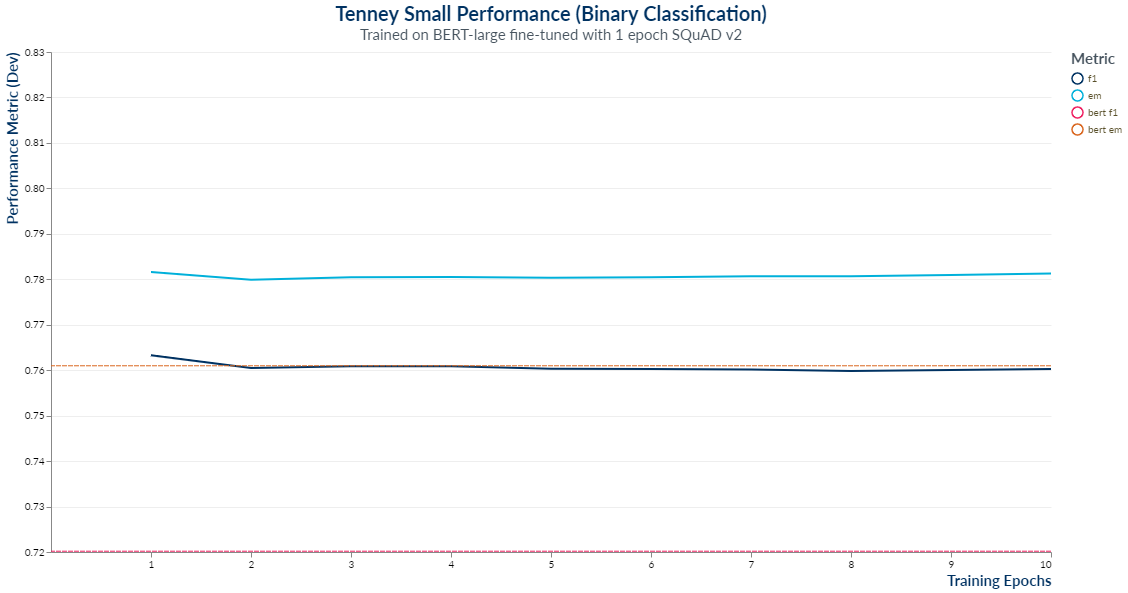 Tenney Small Performance (Binary Classification)
Trained on BERT-large fine-tuned with 1 epoch SQuAD v2
Performance Metric (Dev)
0.83
0.82
0.81
0.80
0.79
0.78
0.77
0.76
0.75
0.74
0.73
0.72
1 2 3 4 5 6 7 8 9 10
Training Epochs
Metric
f1
em
bert f1
bert em